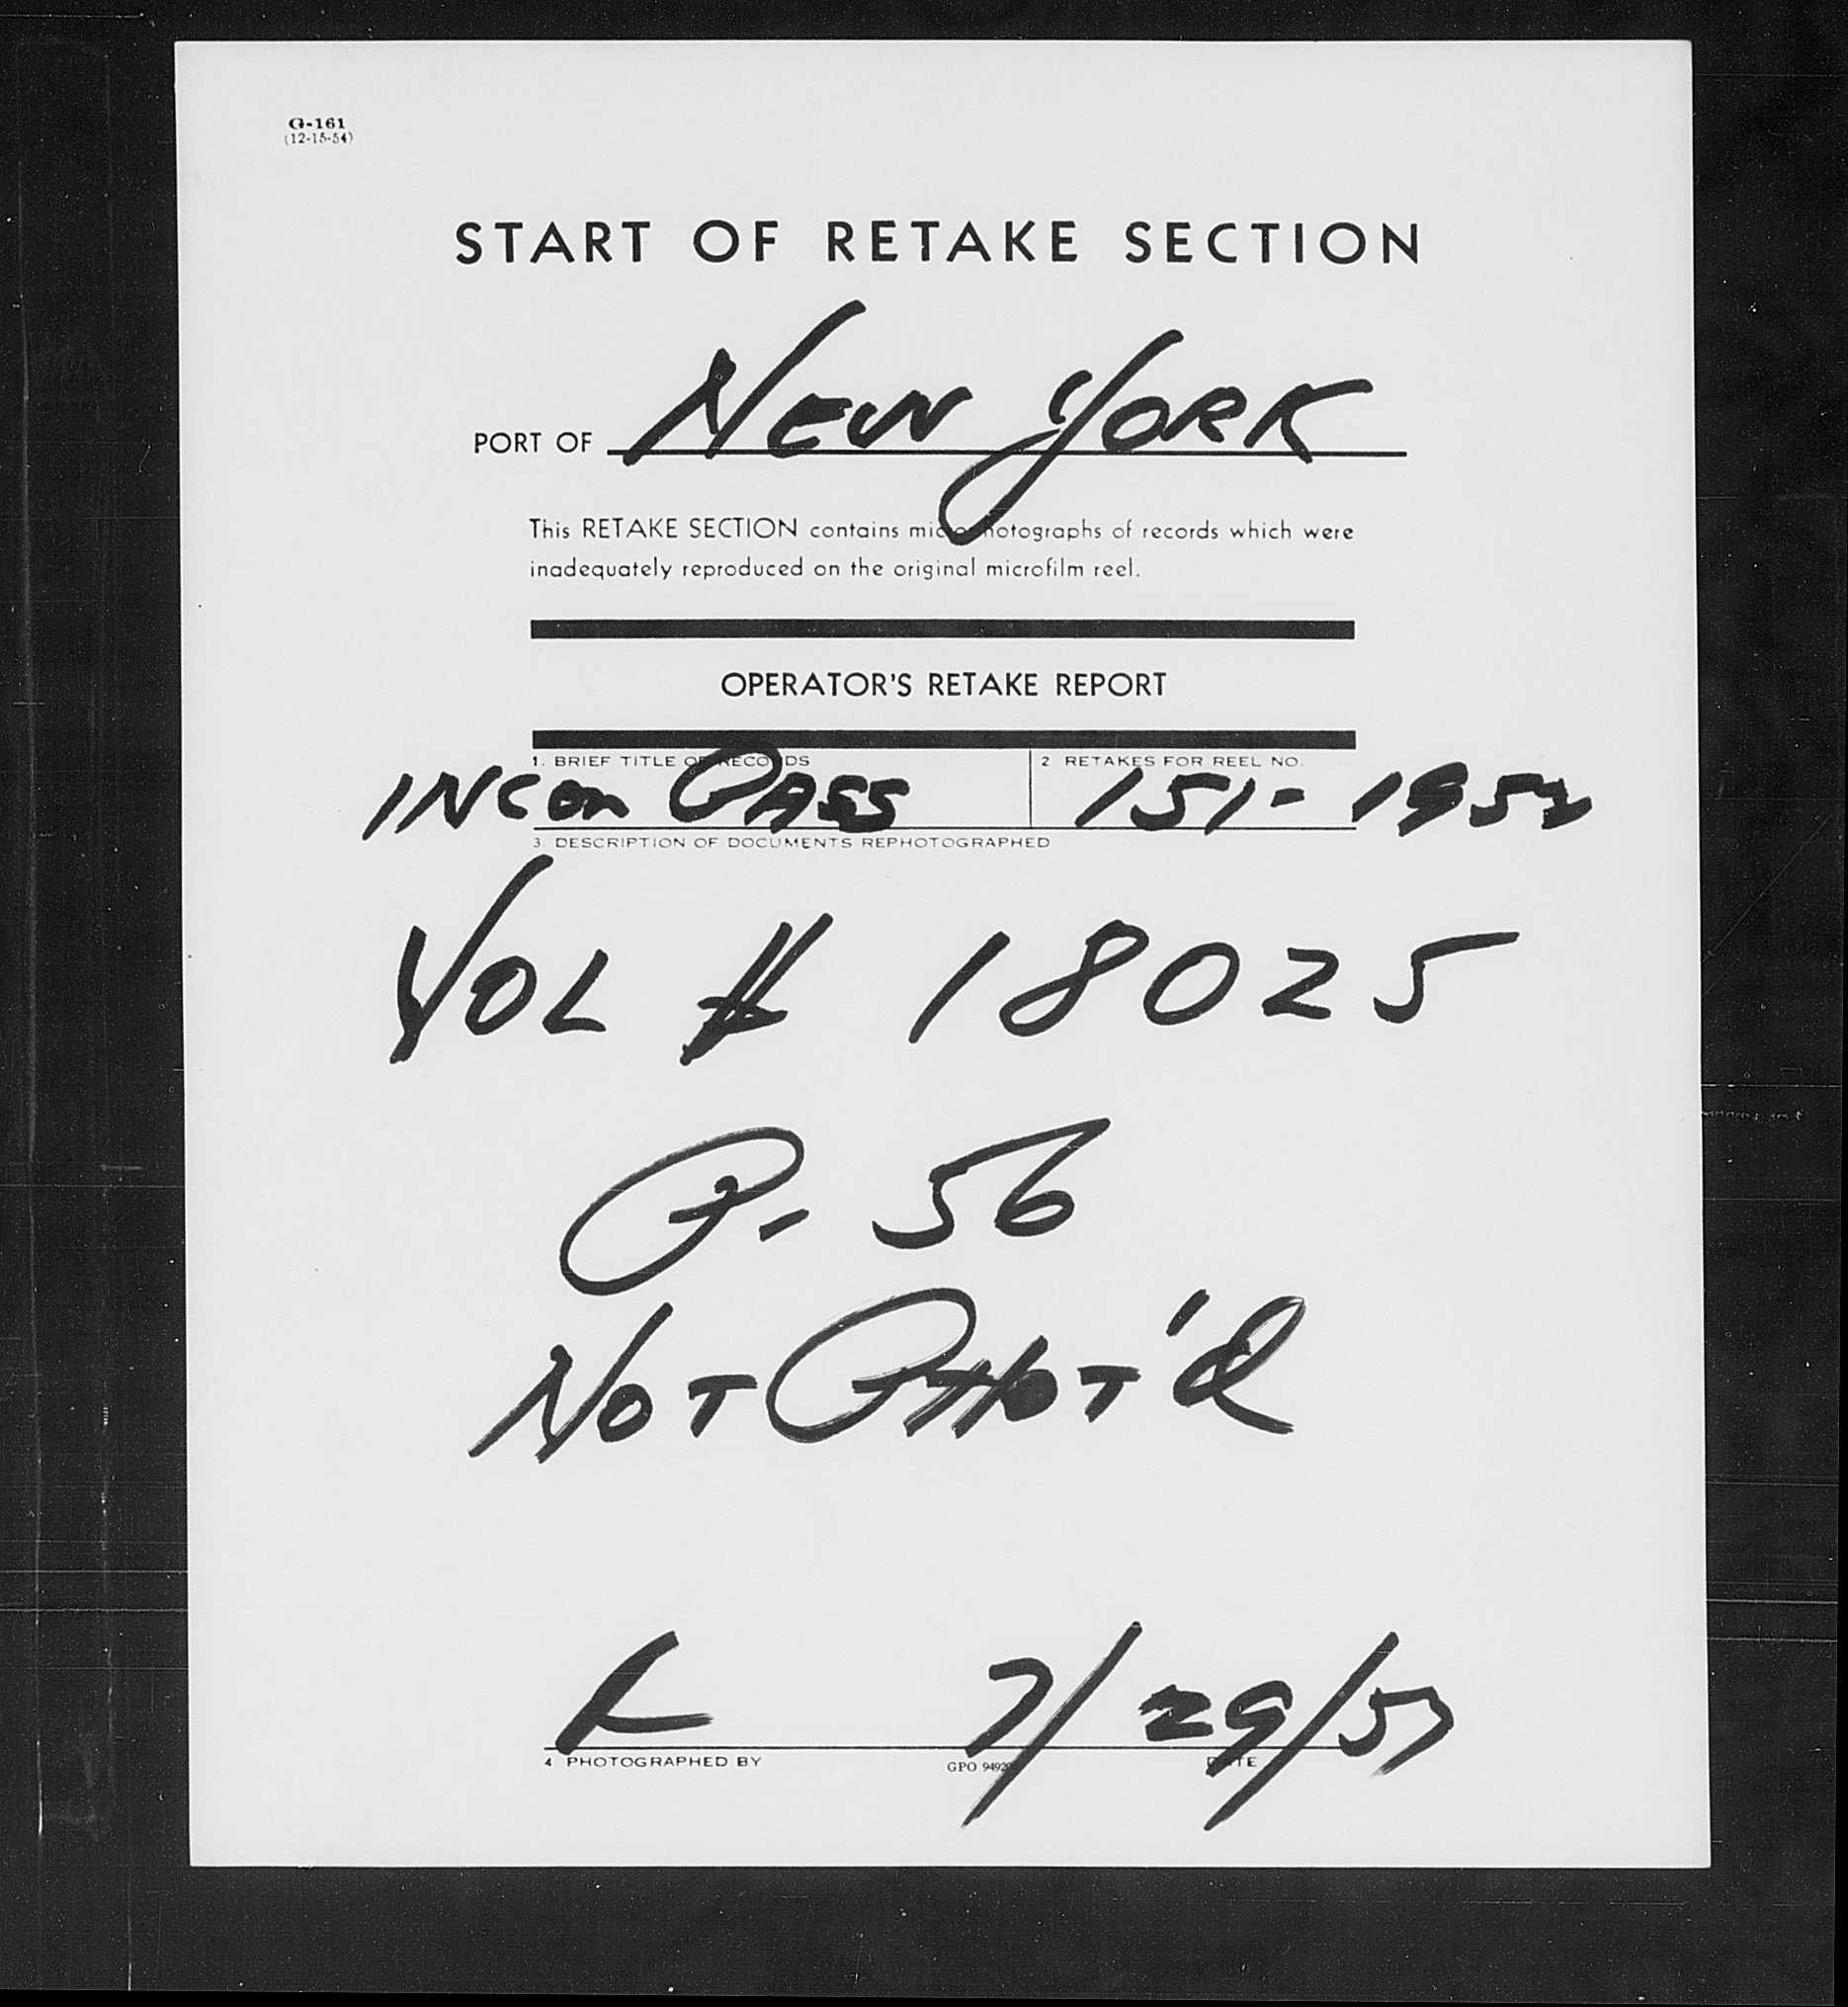 G-161
(12-15-54)
START OF RETAKE SECTION
PORT OF NEW YORK
This RETAKE SECTION contains microphotographs of records which were
inadequately reproduced on the original microfilm reel.
OPERATOR'S RETAKE REPORT
1. BRIEF TITLE OF RECORDS 2 RETAKES FOR REEL NO.
INCOM PASS 151-1952
3. DESCRIPTION OF DOCUMENTS REPHOTOGRAPHED
VOL # 18025
P. 56
NOT PHOT'D
7/29/57
4 PHOTOGRAPHED BY GPO DATE